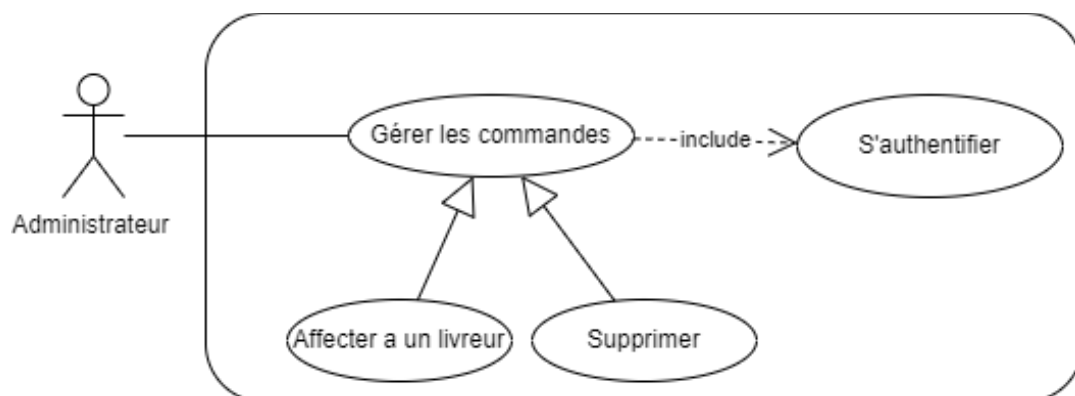 Gérer les commandes
include
S'authentifier
Administrateur
Affecter a un livreur
Supprimer